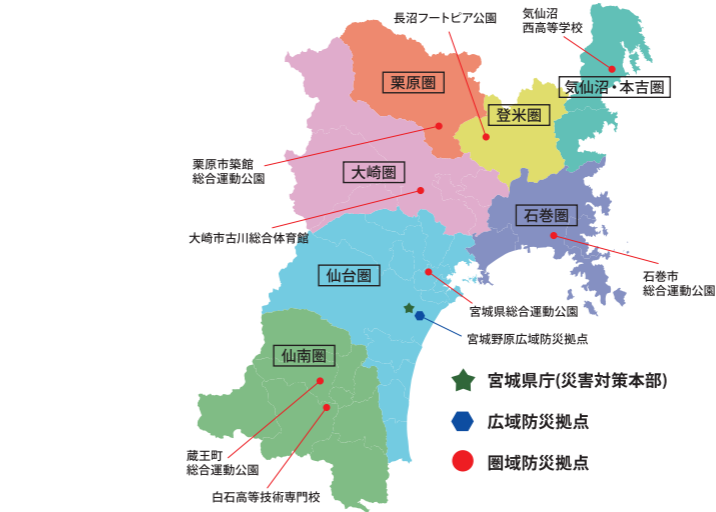 長沼フートピア公園
気仙沼
西高等学校
栗原圏
気仙沼・本吉圏
登米圏
栗原市築館
総合運動公園
大崎圏
石巻圏
大崎市古川総合体育館
仙台圏
石巻市
総合運動公園
宮城県総合運動公園
宮城野原広域防災拠点
仙南圏
宮城県庁(災害対策本部)
広域防災拠点
圏域防災拠点
蔵王町
総合運動公園
白石高等技術専門校